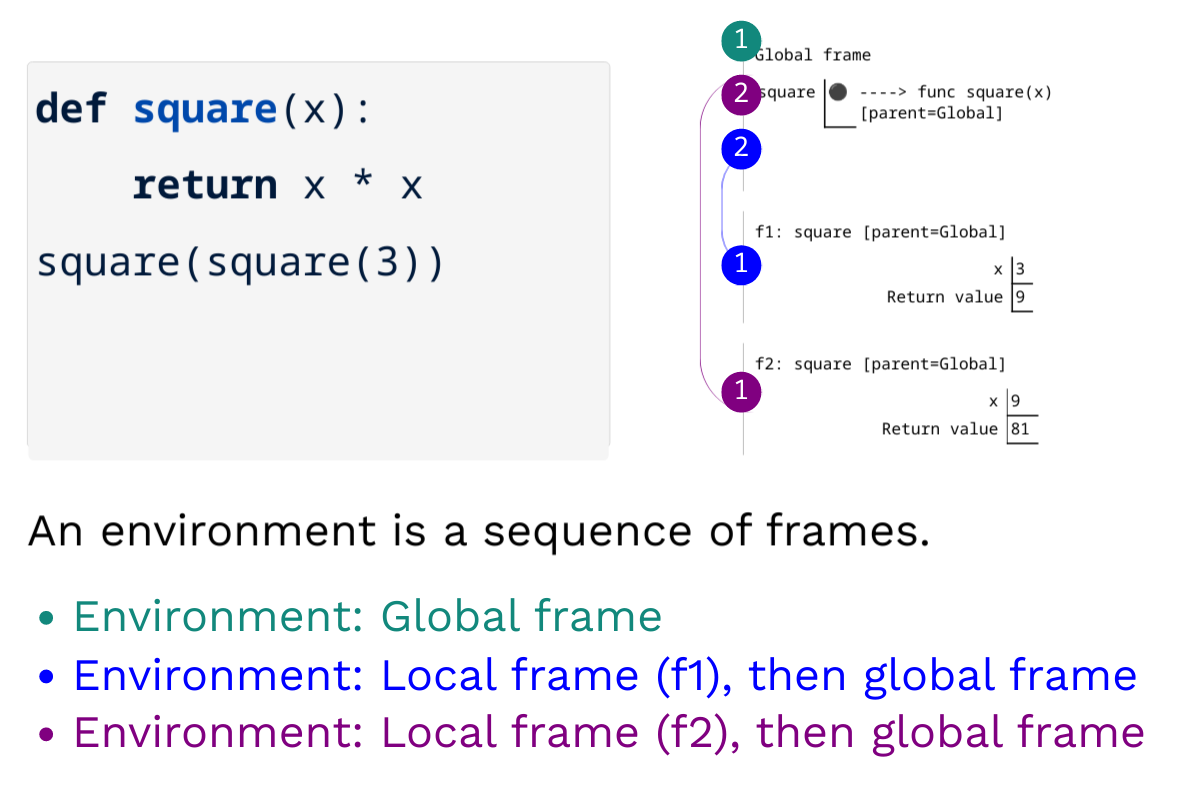 def square(x):
return x * x
square(square(3))
1
Global frame
2
square ----> func square(x)
[parent=Global]
2
f1: square [parent=Global]
1
x 3
Return value 9
f2: square [parent=Global]
1
x 9
Return value 81
An environment is a sequence of frames.
• Environment: Global frame
• Environment: Local frame (f1), then global frame
• Environment: Local frame (f2), then global frame